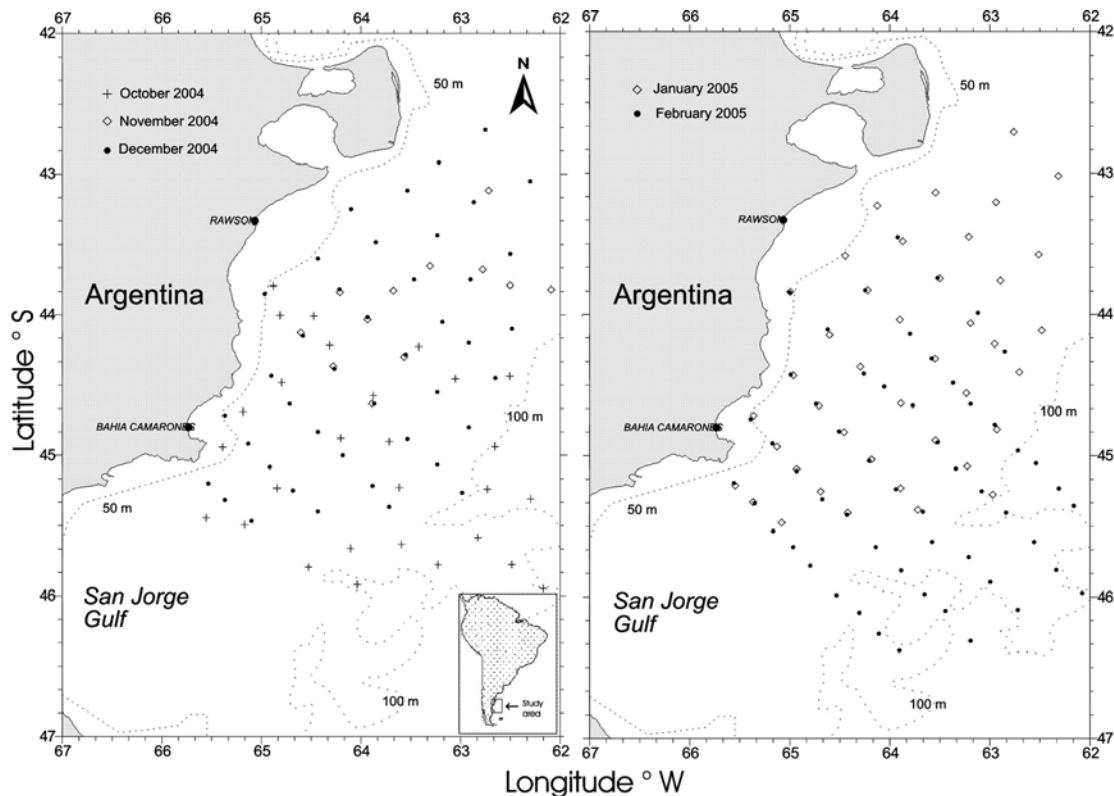 67 66 65 64 63 62
42
43
44
45
46
47
Latitude ° S
N
50 m
+ October 2004
◇ November 2004
● December 2004
RAWSON
Argentina
BAHIA CAMARONES
100 m
50 m
San Jorge
Gulf
100 m
Study
area
67 66 65 64 63 62
67 66 65 64 63 62
42
43
44
45
46
47
50 m
◇ January 2005
● February 2005
RAWSON
Argentina
BAHIA CAMARONES
100 m
50 m
San Jorge
Gulf
100 m
67 66 65 64 63 62
Longitude ° W